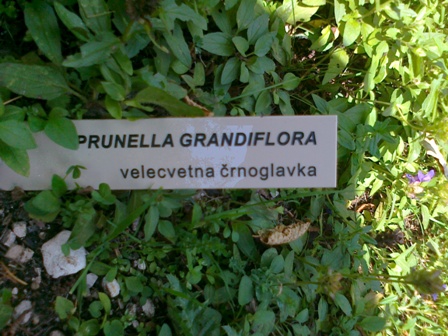 PRUNELLA GRANDIFLORA
velecvetna črnoglavka